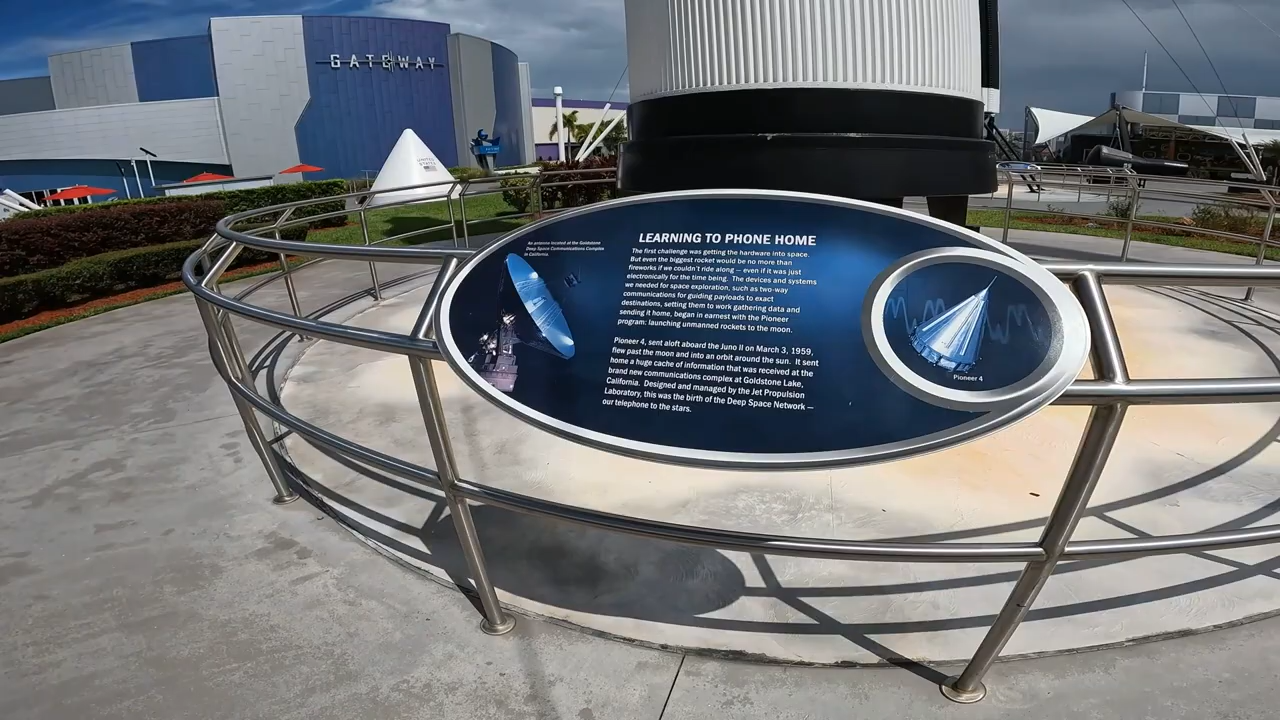 GATEWAY
UNITED
STATES
LEARNING TO PHONE HOME
An antenna located at the Goldstone
Deep Space Communications Complex
in California.
The first challenge was getting the hardware into space.
But even the biggest rocket would be no more than
fireworks if we couldn't ride along – even if it was just
electronically for the time being. The devices and systems
we needed for space exploration, such as two-way
communications for guiding payloads to exact
destinations, setting them to work gathering data and
sending it home, began in earnest with the Pioneer
program: launching unmanned rockets to the moon.
Pioneer 4, sent aloft aboard the Juno II on March 3, 1959,
flew past the moon and into an orbit around the sun. It sent
home a huge cache of information that was received at the
brand new communications complex at Goldstone Lake,
California. Designed and managed by the Jet Propulsion
Laboratory, this was the birth of the Deep Space Network –
our telephone to the stars.
Pioneer 4